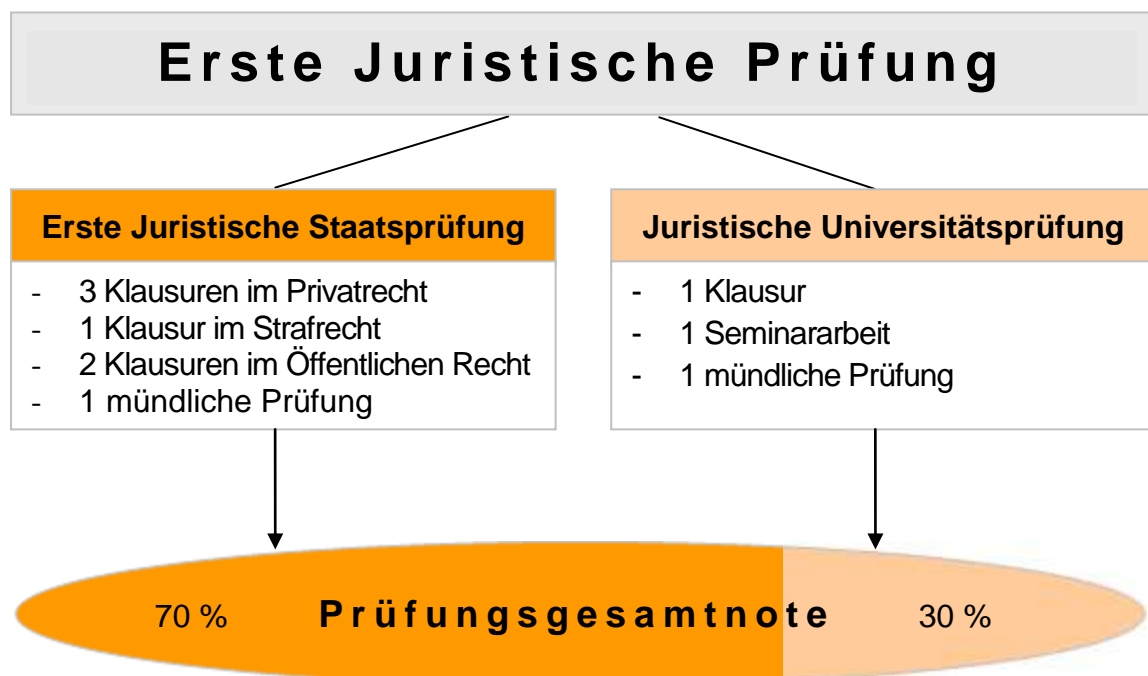 Erste Juristische Prüfung
Erste Juristische Staatsprüfung
- 3 Klausuren im Privatrecht
- 1 Klausur im Strafrecht
- 2 Klausuren im Öffentlichen Recht
- 1 mündliche Prüfung
Juristische Universitätsprüfung
- 1 Klausur
- 1 Seminararbeit
- 1 mündliche Prüfung
70 % Prüfungsgesamtnote 30 %